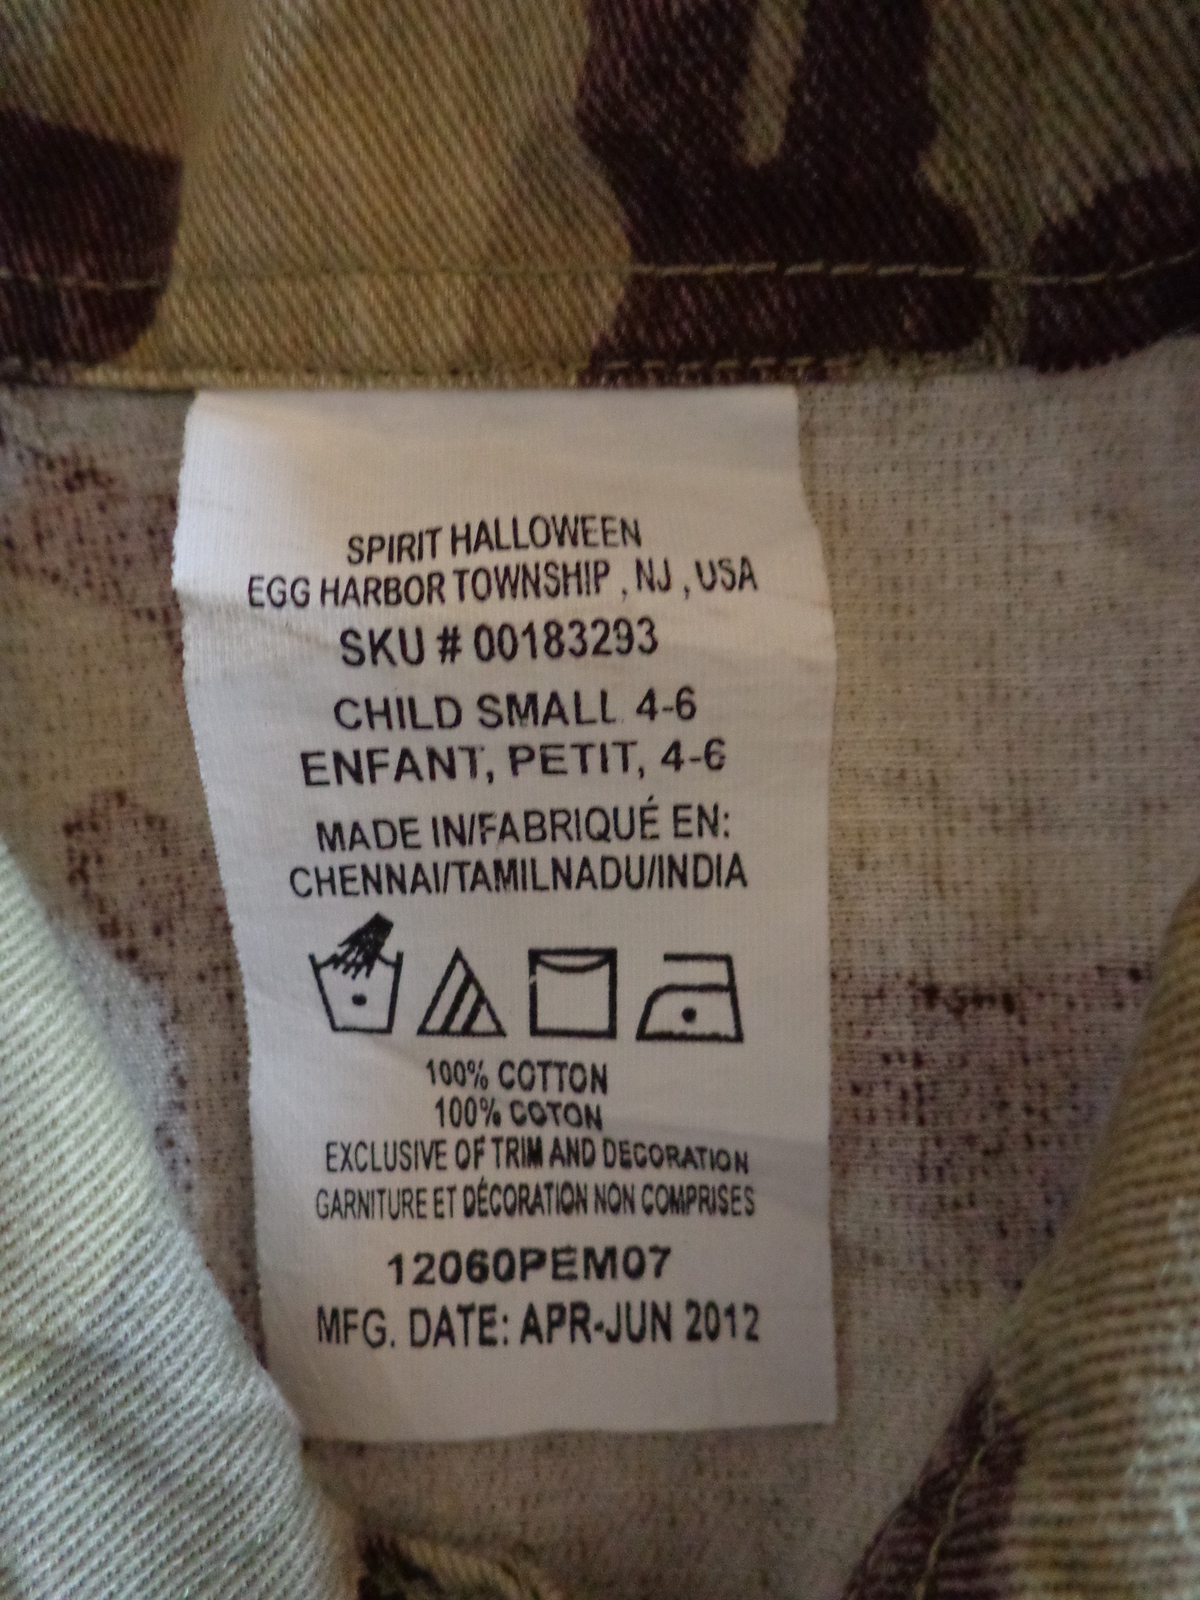 SPIRIT HALLOWEEN
EGG HARBOR TOWNSHIP , NJ , USA
SKU # 00183293
CHILD SMALL 4-6
ENFANT, PETIT, 4-6
MADE IN/FABRIQUÉ EN:
CHENNAI/TAMILNADU/INDIA
100% COTTON
100% COTON
EXCLUSIVE OF TRIM AND DECORATION
GARNITURE ET DÉCORATION NON COMPRISES
12060PEM07
MFG. DATE: APR-JUN 2012